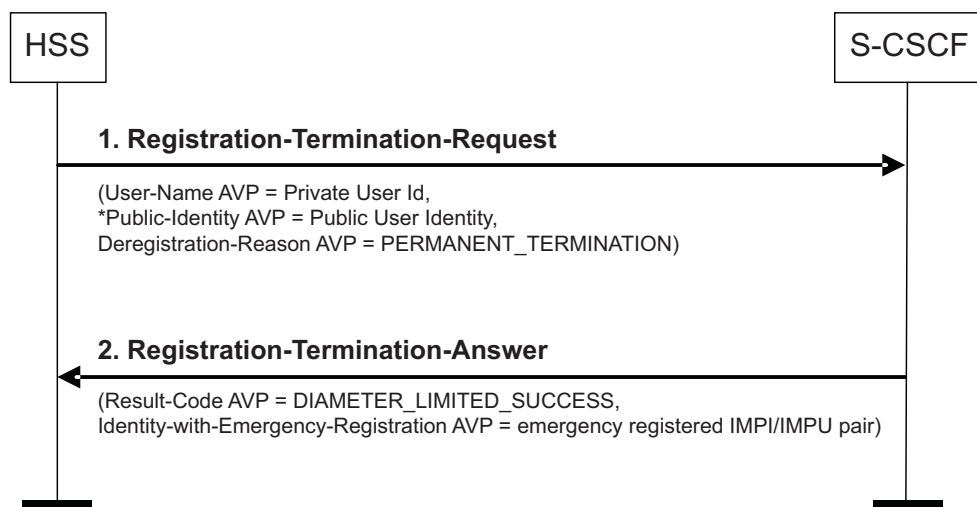 HSS
S-CSCF
1. Registration-Termination-Request
(User-Name AVP = Private User Id,
*Public-Identity AVP = Public User Identity,
Deregistration-Reason AVP = PERMANENT_TERMINATION)
2. Registration-Termination-Answer
(Result-Code AVP = DIAMETER_LIMITED_SUCCESS,
Identity-with-Emergency-Registration AVP = emergency registered IMPI/IMPU pair)